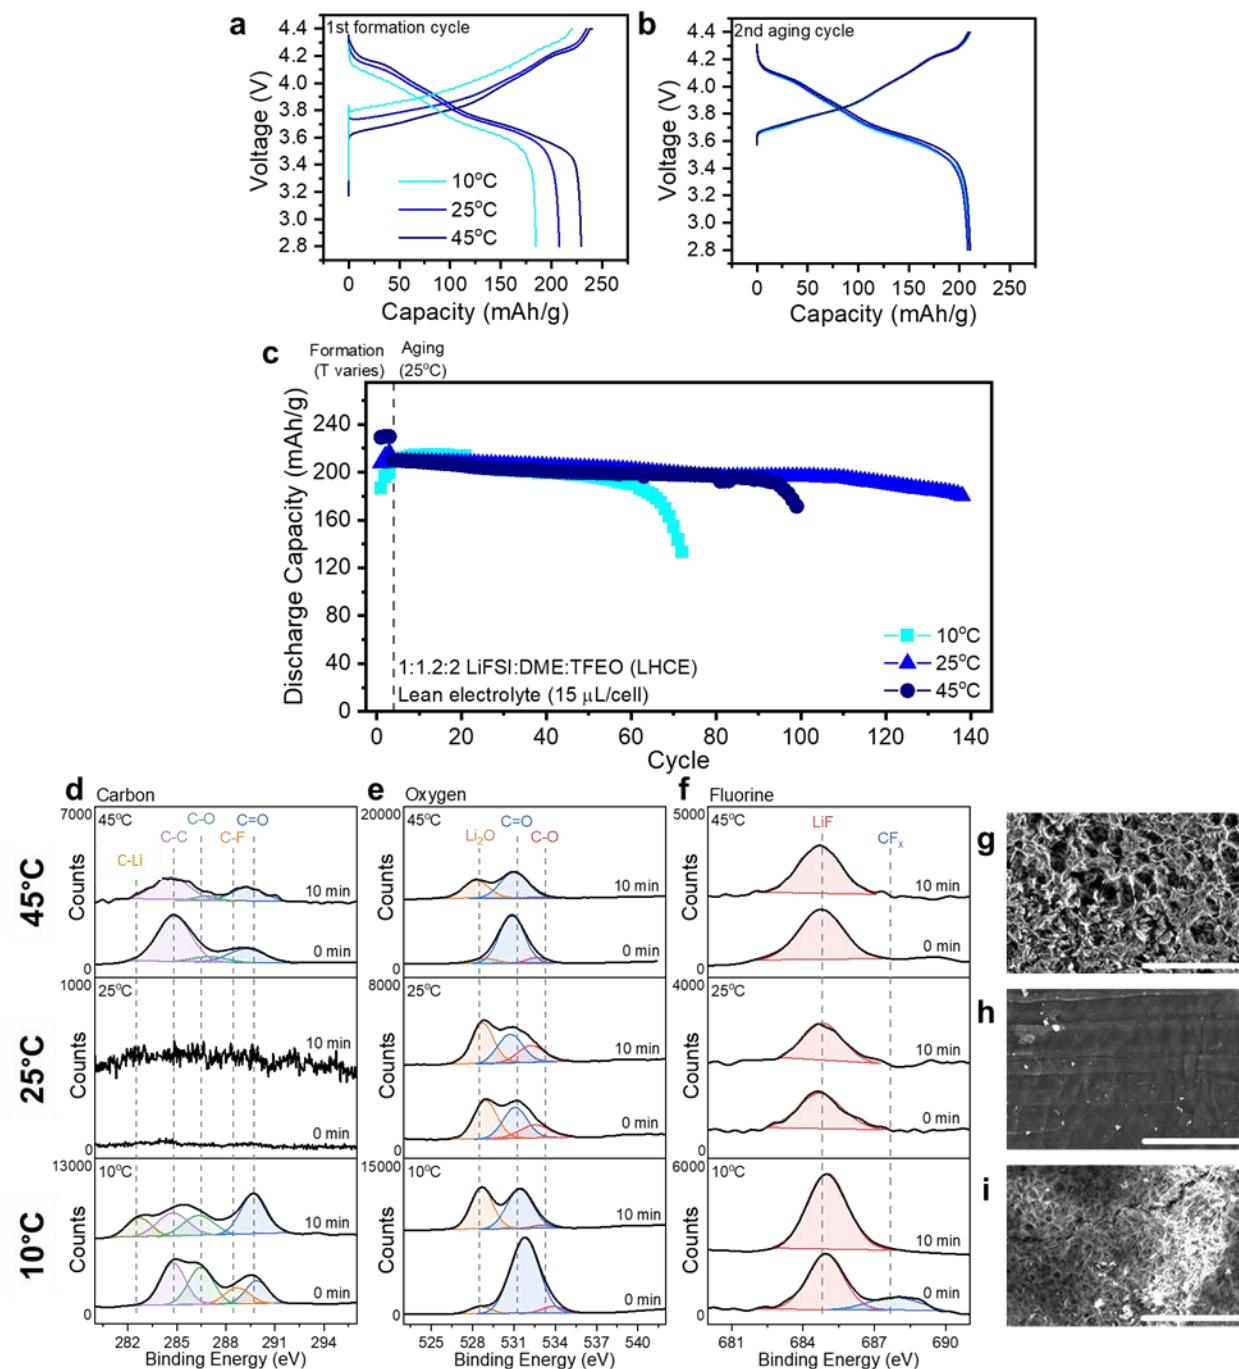 a
1st formation cycle
4.4
4.2
4.0
3.8
3.6
3.4
3.2
3.0
2.8
2.6
Voltage (V)
10°C
25°C
45°C
0 50 100 150 200 250
Capacity (mAh/g)
b
2nd aging cycle
4.4
4.2
4.0
3.8
3.6
3.4
3.2
3.0
2.8
2.6
Voltage (V)
0 50 100 150 200 250
Capacity (mAh/g)
c
Formation
(T varies)
Aging
(25°C)
240
200
160
120
80
40
0
Discharge Capacity (mAh/g)
1:1.2:2 LiFSI:DME:TFEO (LHCE)
Lean electrolyte (15 μL/cell)
10°C
25°C
45°C
0 20 40 60 80 100 120 140
Cycle
45°C
25°C
10°C
d
Carbon
7000
45°C
C-O
C-C
C=O
C-F
C-Li
Counts
10 min
0 min
0
1000
25°C
Counts
10 min
0 min
0
13000
10°C
Counts
10 min
0 min
0
282 285 288 291 294
Binding Energy (eV)
e
Oxygen
20000
45°C
C=O
Li₂O
C-O
Counts
10 min
0 min
0
8000
25°C
Counts
10 min
0 min
0
15000
10°C
Counts
10 min
0 min
0
525 528 531 534 537 540
Binding Energy (eV)
f
Fluorine
5000
45°C
LiF
CFₓ
Counts
10 min
0 min
0
4000
25°C
Counts
10 min
0 min
0
6000
10°C
Counts
10 min
0 min
0
681 684 687 690
Binding Energy (eV)
g
h
i